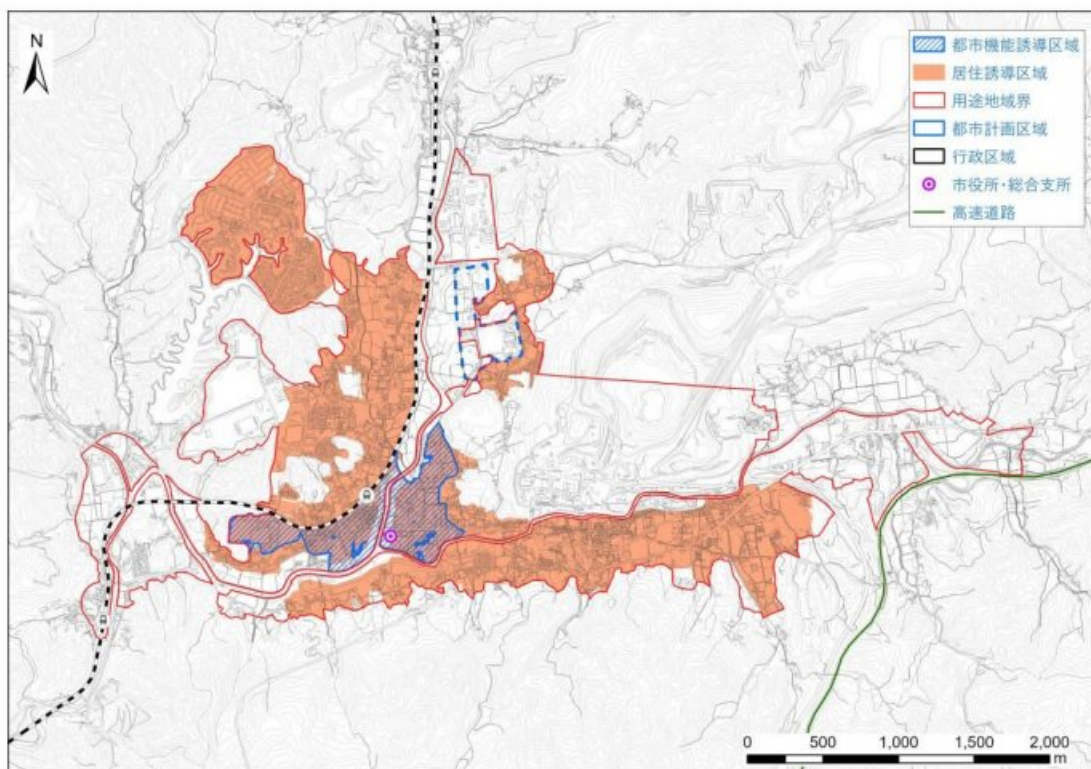 N
都市機能誘導区域
居住誘導区域
用途地域界
都市計画区域
行政区域
市役所・総合支所
高速道路
0 500 1,000 1,500 2,000
m